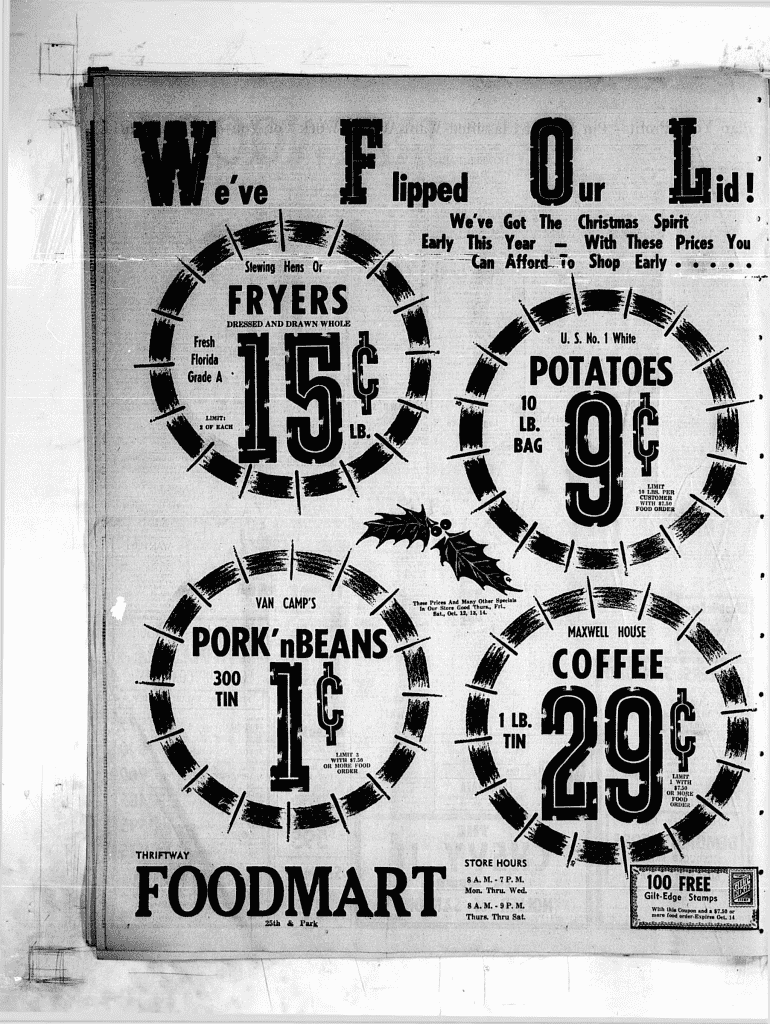 We've Flipped Our Lid!
We've Got The Christmas Spirit
Early This Year — With These Prices You
Can Afford To Shop Early . . . . .
Stewing Hens Or
FRYERS
DRESSED AND DRAWN WHOLE
Fresh
Florida
Grade A
15¢
LB.
LIMIT:
2 OF EACH
U. S. No. 1 White
POTATOES
10
LB.
BAG
9¢
LIMIT
10 LBS. PER
CUSTOMER
WITH $7.50
FOOD ORDER
These Prices And Many Other Specials
In Our Store Good Thurs., Fri.,
Sat., Oct. 12, 13, 14.
VAN CAMP'S
PORK'nBEANS
300
TIN
1¢
LIMIT 3
WITH $7.50
OR MORE FOOD
ORDER
MAXWELL HOUSE
COFFEE
1 LB.
TIN
29¢
LIMIT
1 WITH
$7.50
OR MORE
FOOD
ORDER
THRIFTWAY
FOODMART
25th & Park
STORE HOURS
8 A. M. - 7 P. M.
Mon. Thru. Wed.
8 A. M. - 9 P. M.
Thurs. Thru Sat.
100 FREE
Gilt-Edge Stamps
With this Coupon and a $7.50 or
more food order-Expires Oct. 14